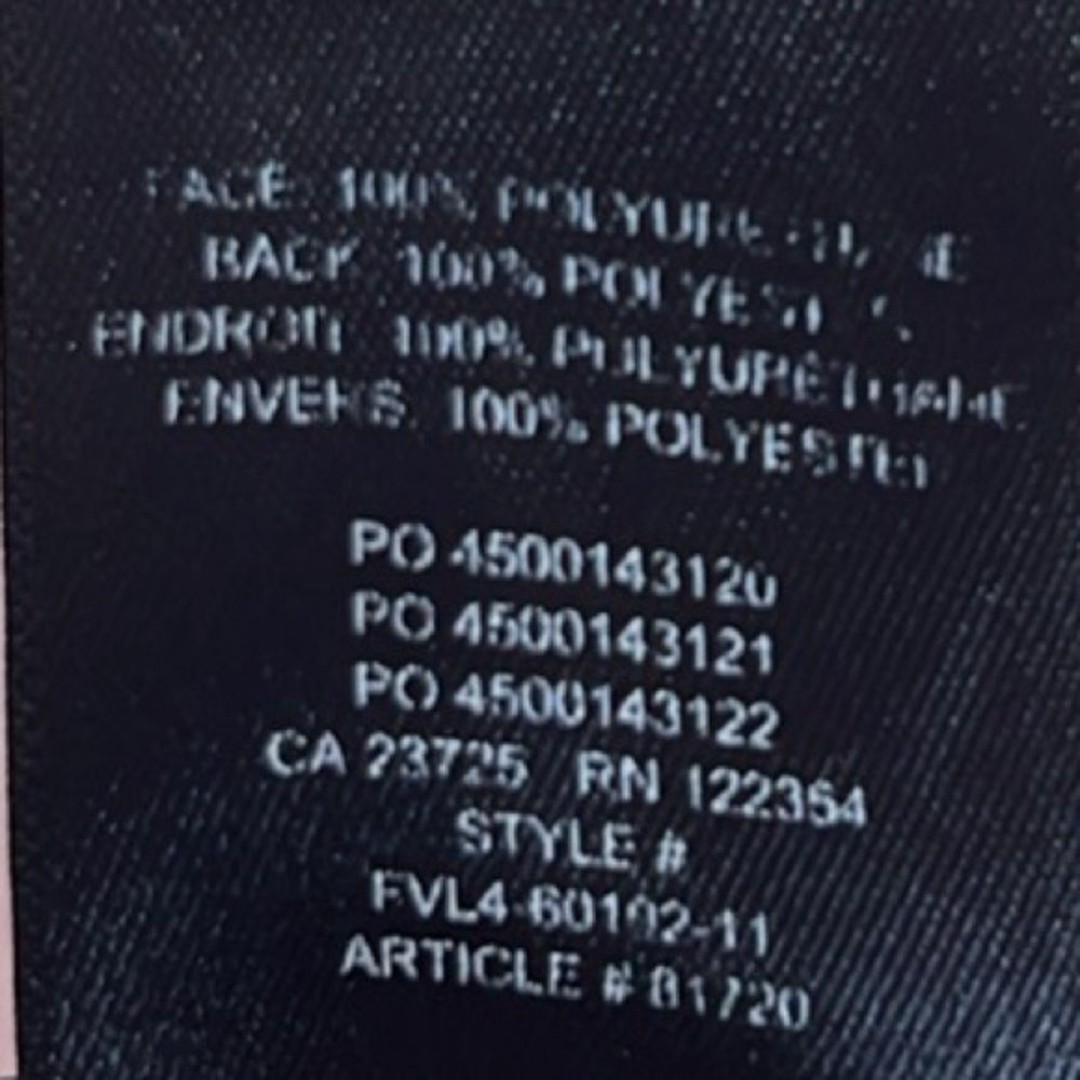 FACE: 100% POLYURETHANE
BACK: 100% POLYESTER
ENDROIT: 100% POLYURÉTHANE
ENVERS: 100% POLYESTER
PO 4500143120
PO 4500143121
PO 4500143122
CA 23725 RN 122354
STYLE #
FVL4-60102-11
ARTICLE # 81720